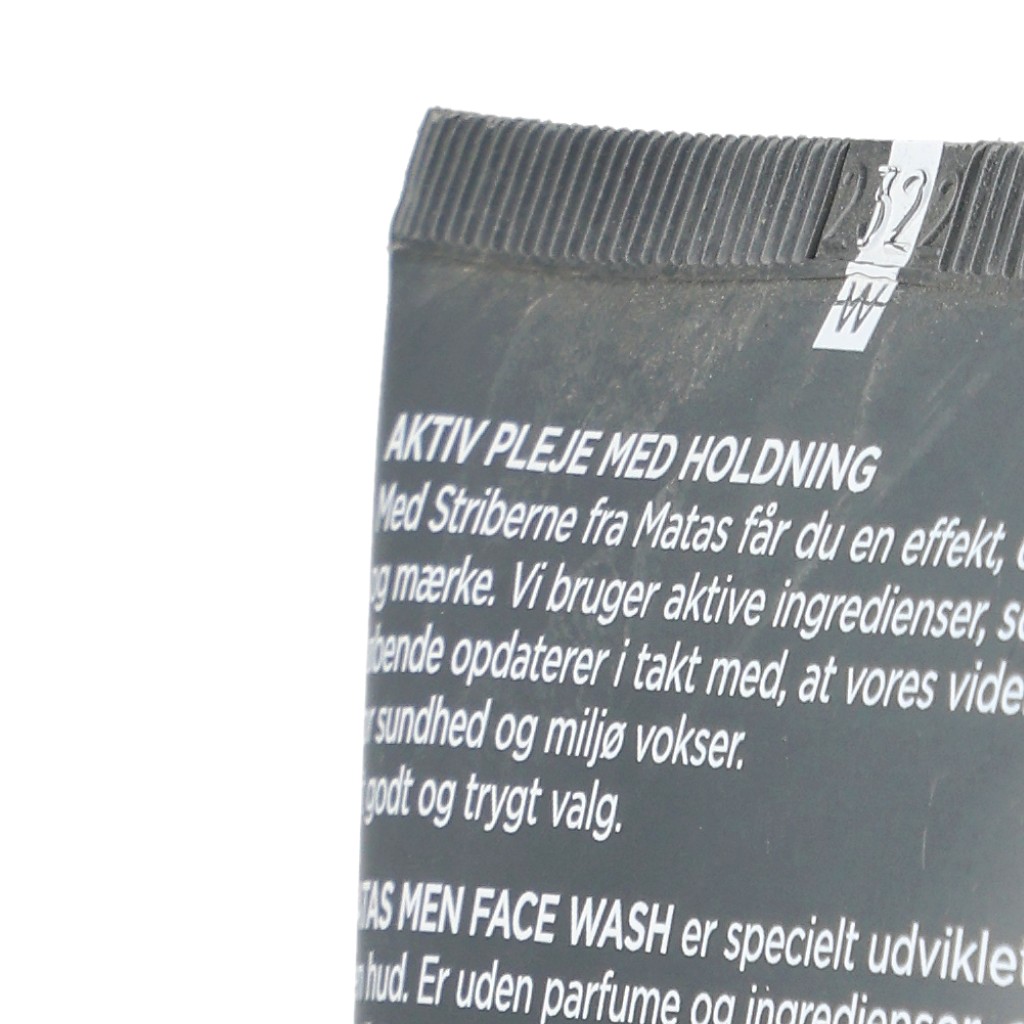 AKTIV PLEJE MED HOLDNING
Med Striberne fra Matas får du en effekt,
og mærke. Vi bruger aktive ingredienser,
opdaterer i takt med, at vores
sundhed og miljø vokser.
godt og trygt valg.
MEN FACE WASH er specielt
hud. Er uden parfume og ingredienser